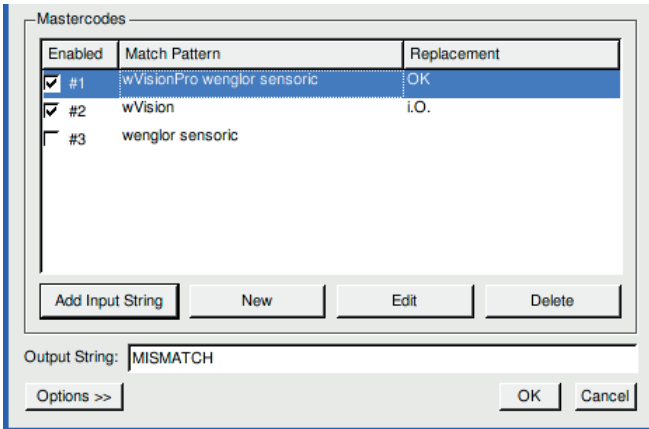 Mastercodes
Enabled Match Pattern Replacement
#1 wVisionPro wenglor sensoric OK
#2 wVision i.O.
#3 wenglor sensoric
Add Input String New Edit Delete
Output String: MISMATCH
Options >> OK Cancel